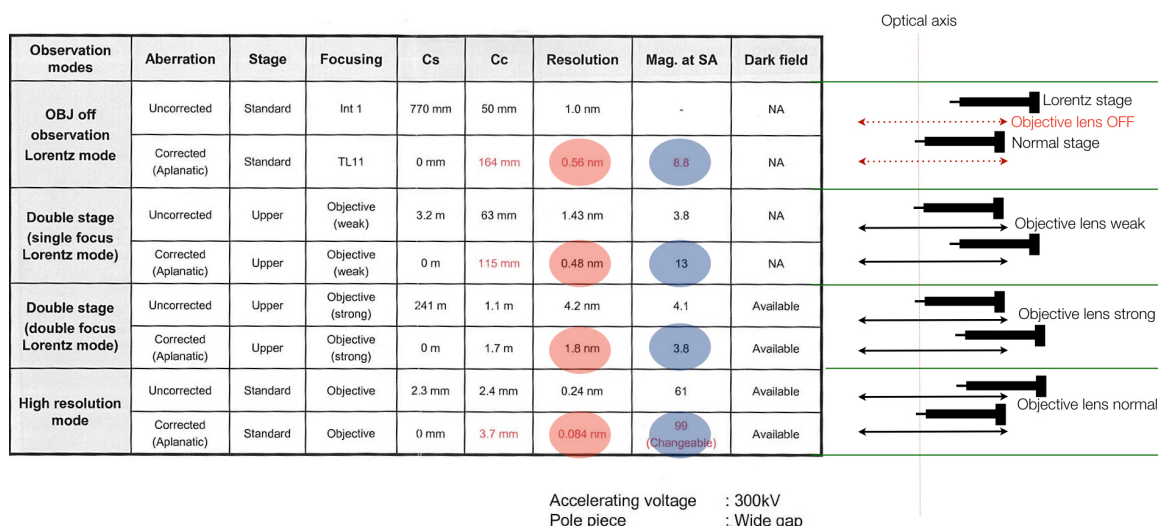 Optical axis
Observation modes Aberration Stage Focusing Cs Cc Resolution Mag. at SA Dark field
OBJ off observation Lorentz mode
Uncorrected Standard Int 1 770 mm 50 mm 1.0 nm - NA
Corrected (Aplanatic) Standard TL11 0 mm 164 mm 0.56 nm 8.8 NA
Lorentz stage
Objective lens OFF
Normal stage
Double stage (single focus Lorentz mode)
Uncorrected Upper Objective (weak) 3.2 m 63 mm 1.43 nm 3.8 NA
Corrected (Aplanatic) Upper Objective (weak) 0 m 115 mm 0.48 nm 13 NA
Objective lens weak
Double stage (double focus Lorentz mode)
Uncorrected Upper Objective (strong) 241 m 1.1 m 4.2 nm 4.1 Available
Corrected (Aplanatic) Upper Objective (strong) 0 m 1.7 m 1.8 nm 3.8 Available
Objective lens strong
High resolution mode
Uncorrected Standard Objective 2.3 mm 2.4 mm 0.24 nm 61 Available
Corrected (Aplanatic) Standard Objective 0 mm 3.7 mm 0.084 nm 99 (Changeable) Available
Objective lens normal
Accelerating voltage : 300kV
Pole piece : Wide gap